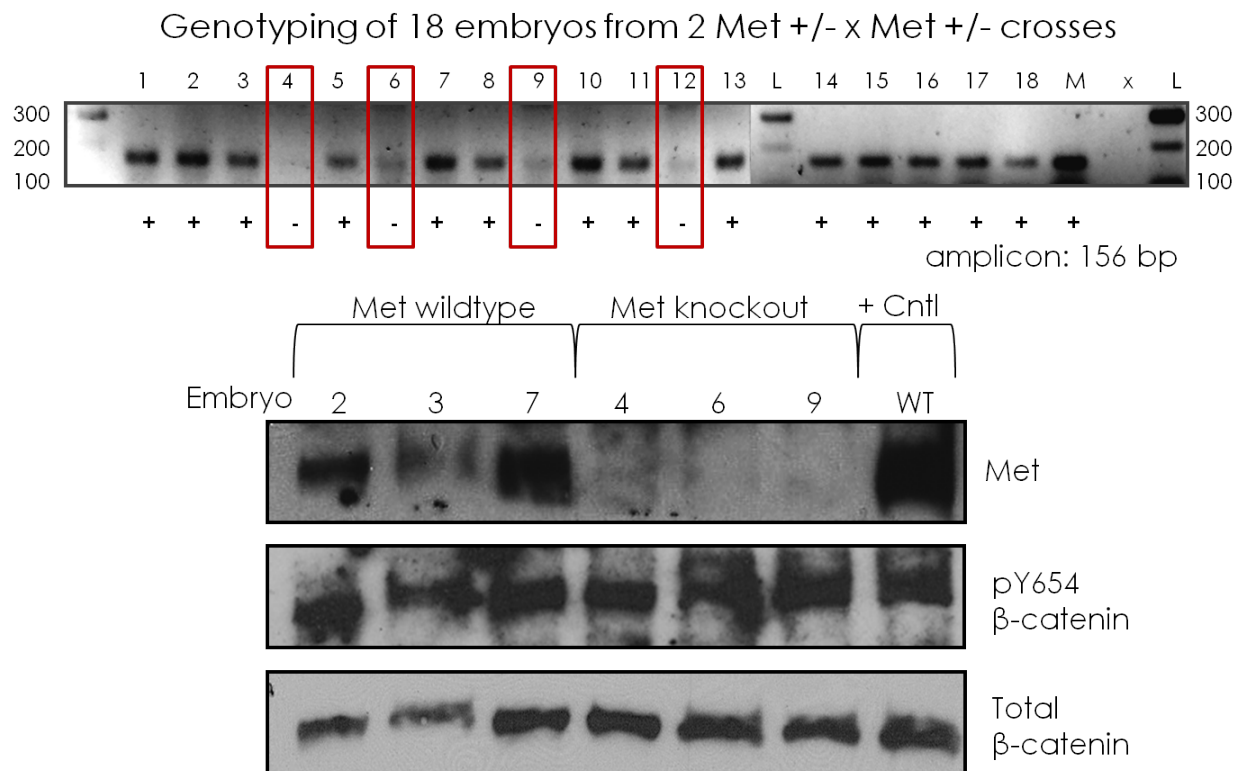 Genotyping of 18 embryos from 2 Met +/- x Met +/- crosses
1 2 3 4 5 6 7 8 9 10 11 12 13 L 14 15 16 17 18 M x L
300 300
200 200
100 100
+ + + - + - + + - + + - + + + + + + +
amplicon: 156 bp
Met wildtype Met knockout + Cntl
Embryo 2 3 7 4 6 9 WT
Met
pY654
β-catenin
Total
β-catenin